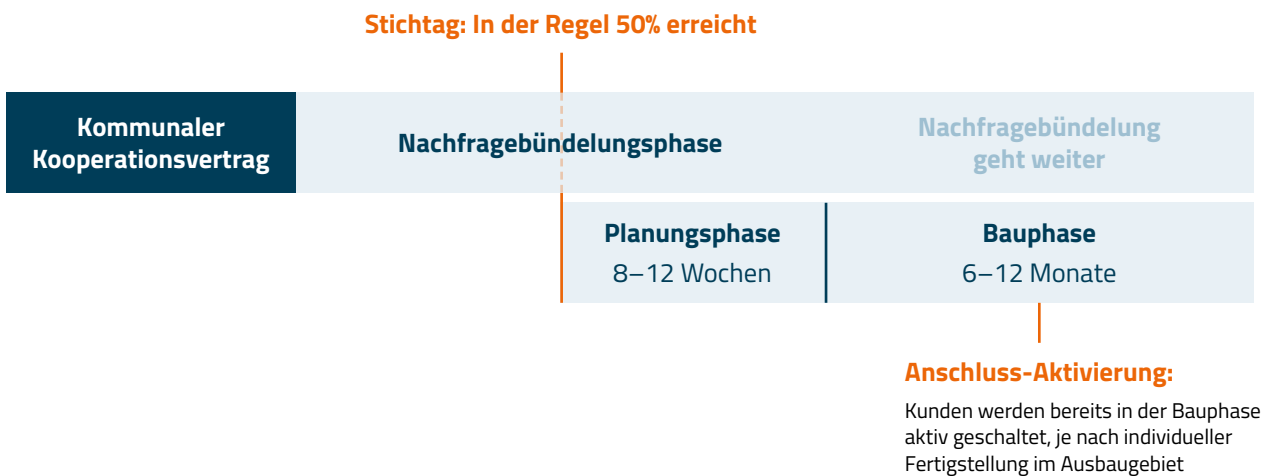 Stichtag: In der Regel 50% erreicht
Kommunaler
Kooperationsvertrag
Nachfragebündelungsphase
Nachfragebündelung
geht weiter
Planungsphase
8–12 Wochen
Bauphase
6–12 Monate
Anschluss-Aktivierung:
Kunden werden bereits in der Bauphase
aktiv geschaltet, je nach individueller
Fertigstellung im Ausbaugebiet